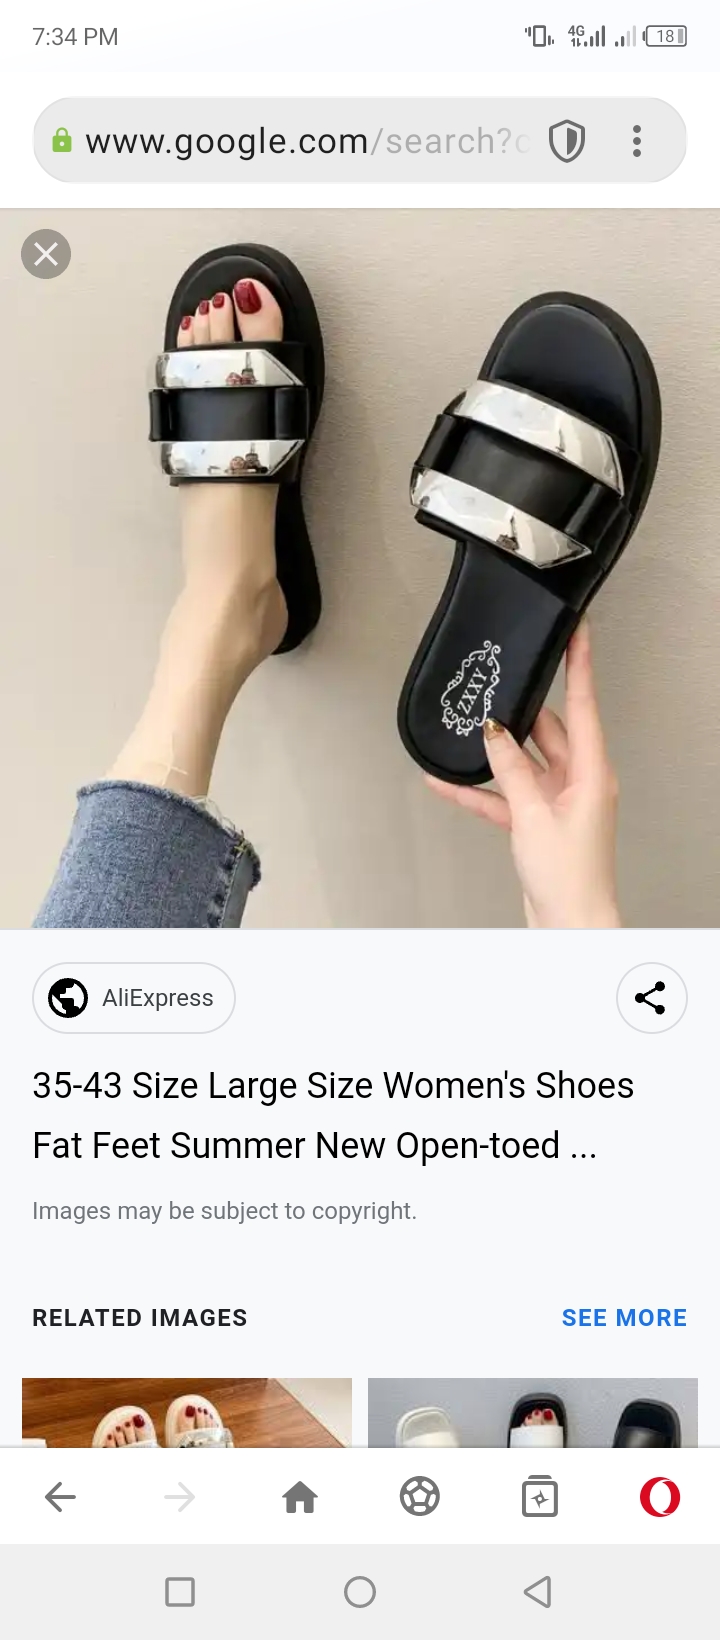 7:34 PM
4G
18
www.google.com/search?
ZXXY
AliExpress
35-43 Size Large Size Women's Shoes
Fat Feet Summer New Open-toed ...
Images may be subject to copyright.
RELATED IMAGES
SEE MORE